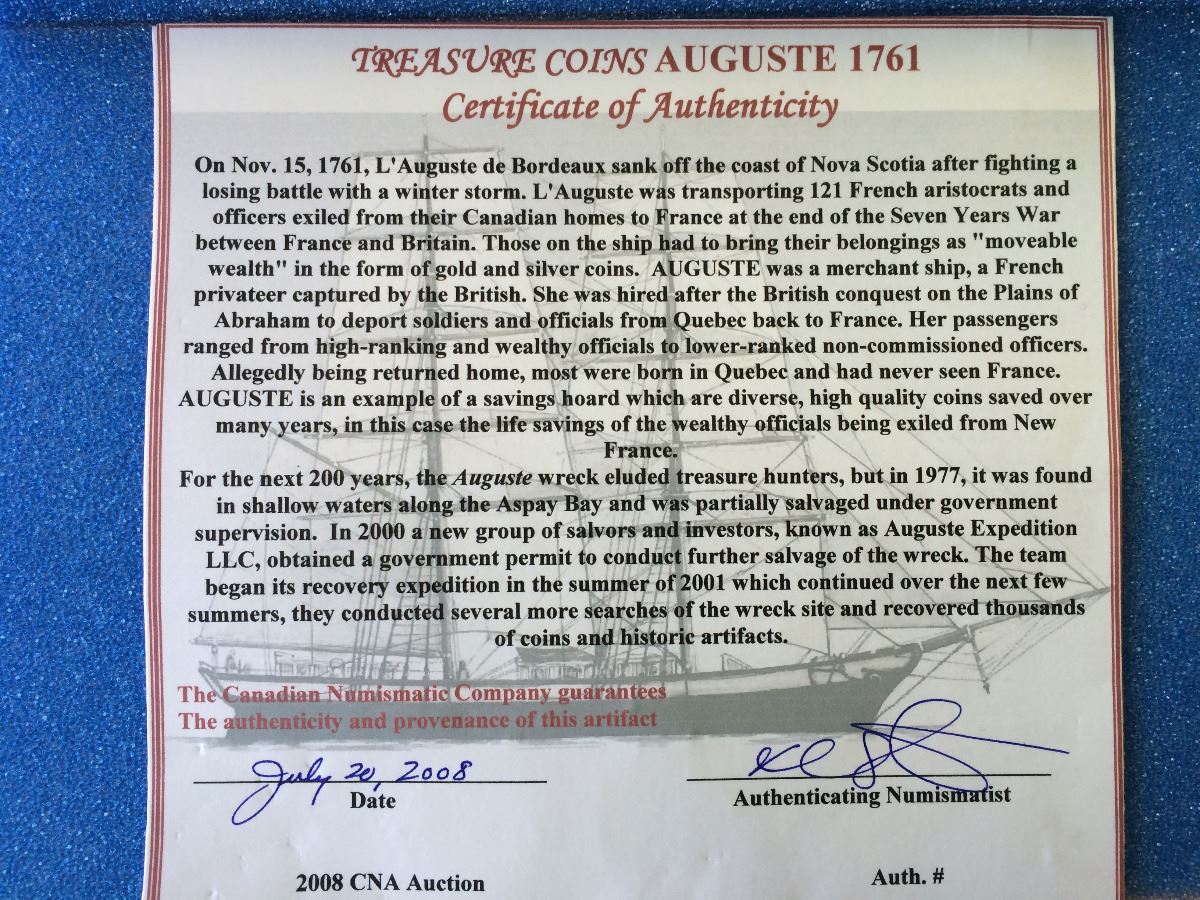 TREASURE COINS AUGUSTE 1761
Certificate of Authenticity
On Nov. 15, 1761, L'Auguste de Bordeaux sank off the coast of Nova Scotia after fighting a
losing battle with a winter storm. L'Auguste was transporting 121 French aristocrats and
officers exiled from their Canadian homes to France at the end of the Seven Years War
between France and Britain. Those on the ship had to bring their belongings as "moveable
wealth" in the form of gold and silver coins. AUGUSTE was a merchant ship, a French
privateer captured by the British. She was hired after the British conquest on the Plains of
Abraham to deport soldiers and officials from Quebec back to France. Her passengers
ranged from high-ranking and wealthy officials to lower-ranked non-commissioned officers.
Allegedly being returned home, most were born in Quebec and had never seen France.
AUGUSTE is an example of a savings hoard which are diverse, high quality coins saved over
many years, in this case the life savings of the wealthy officials being exiled from New
France.
For the next 200 years, the Auguste wreck eluded treasure hunters, but in 1977, it was found
in shallow waters along the Aspay Bay and was partially salvaged under government
supervision. In 2000 a new group of salvors and investors, known as Auguste Expedition
LLC, obtained a government permit to conduct further salvage of the wreck. The team
began its recovery expedition in the summer of 2001 which continued over the next few
summers, they conducted several more searches of the wreck site and recovered thousands
of coins and historic artifacts.
The Canadian Numismatic Company guarantees
The authenticity and provenance of this artifact
July 20, 2008
Date
Authenticating Numismatist
2008 CNA Auction
Auth. #